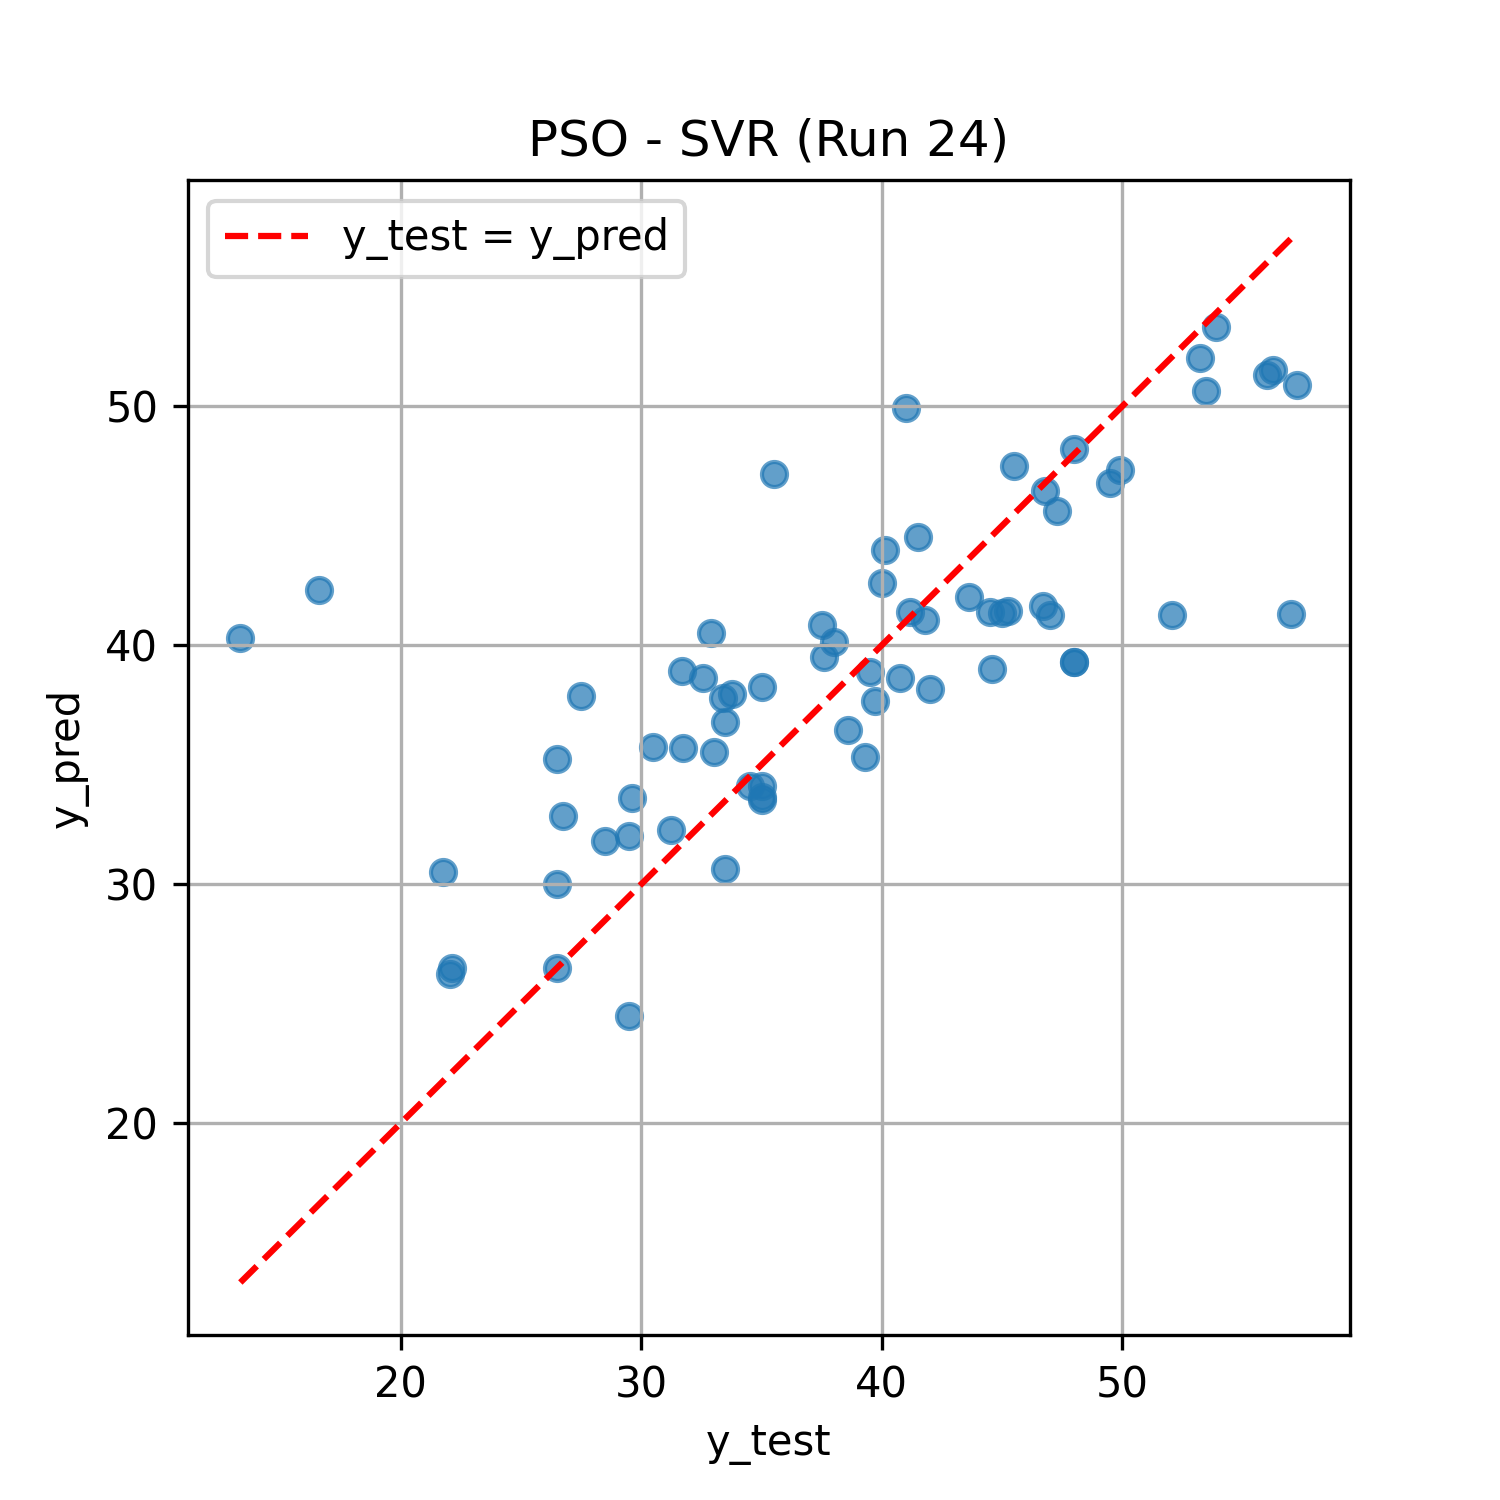 PSO - SVR (Run 24)
y_test = y_pred
50
40
30
20
y_pred
20 30 40 50
y_test